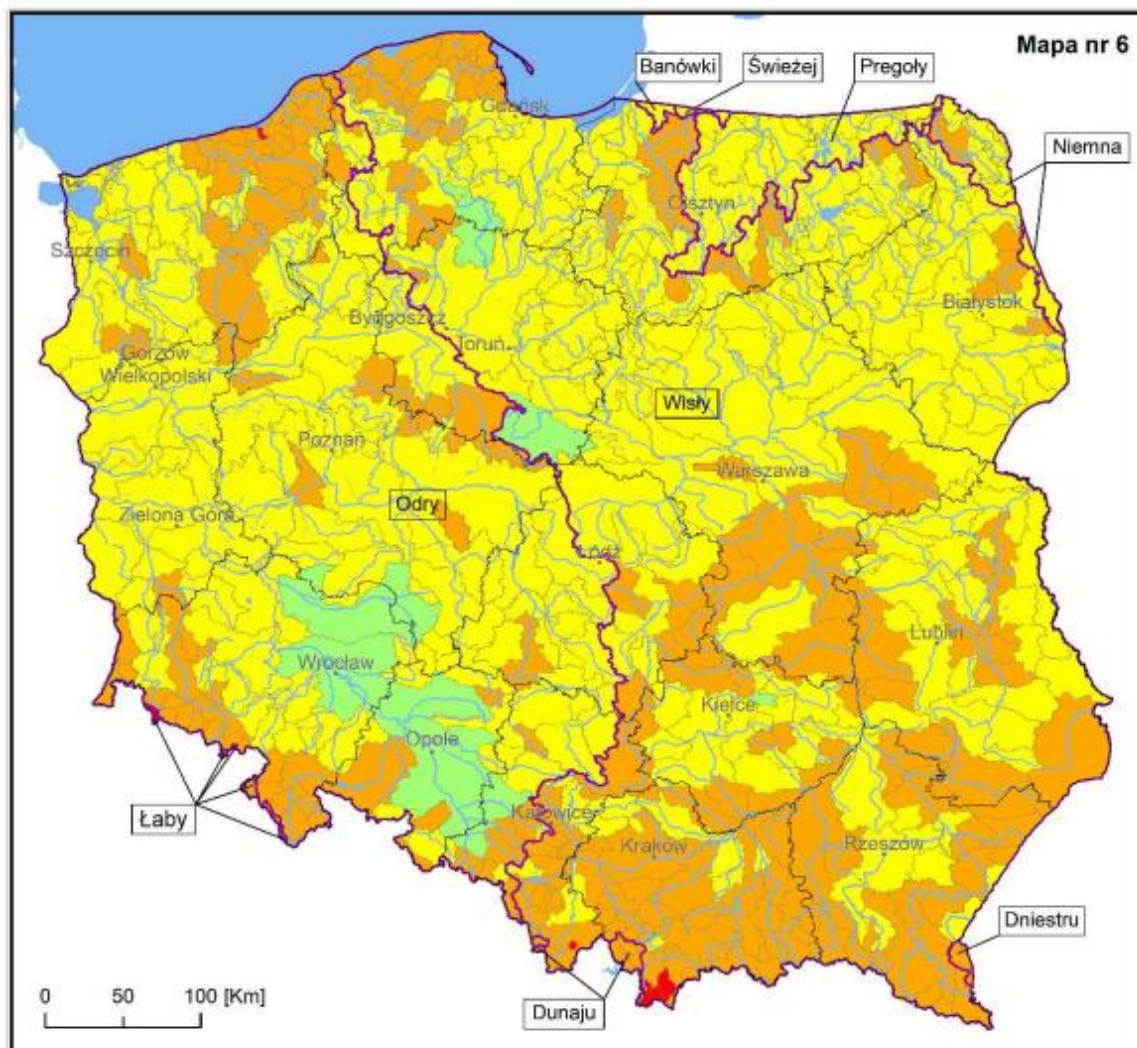 Mapa nr 6
Banówki
Świeżej
Pregoły
Niemna
Gdańsk
Olsztyn
Szczecin
Białystok
Bydgoszcz
Toruń
Gorzów
Wielkopolski
Wisły
Poznań
Warszawa
Odry
Zielona Góra
Łódź
Lublin
Wrocław
Kielce
Opole
Łaby
Katowice
Kraków
Rzeszów
Dniestru
0 50 100 [Km]
Dunaju